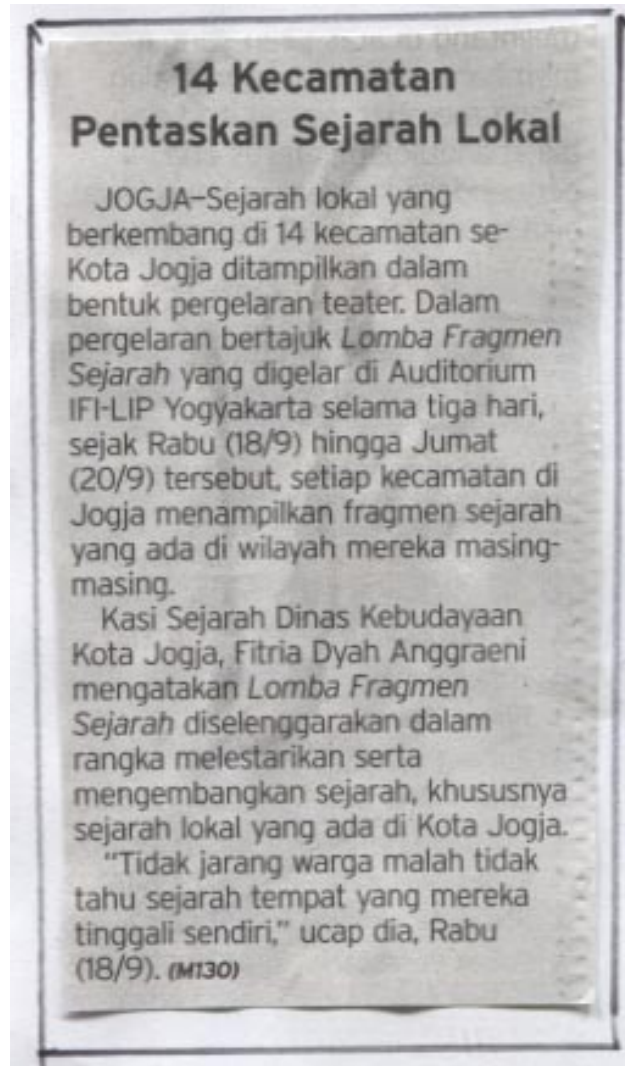 14 Kecamatan
Pentaskan Sejarah Lokal
JOGJA–Sejarah lokal yang
berkembang di 14 kecamatan se-
Kota Jogja ditampilkan dalam
bentuk pergelaran teater. Dalam
pergelaran bertajuk Lomba Fragmen
Sejarah yang digelar di Auditorium
IFI-LIP Yogyakarta selama tiga hari,
sejak Rabu (18/9) hingga Jumat
(20/9) tersebut, setiap kecamatan di
Jogja menampilkan fragmen sejarah
yang ada di wilayah mereka masing-
masing.
Kasi Sejarah Dinas Kebudayaan
Kota Jogja, Fitria Dyah Anggraeni
mengatakan Lomba Fragmen
Sejarah diselenggarakan dalam
rangka melestarikan serta
mengembangkan sejarah, khususnya
sejarah lokal yang ada di Kota Jogja.
"Tidak jarang warga malah tidak
tahu sejarah tempat yang mereka
tinggali sendiri," ucap dia, Rabu
(18/9). (M130)